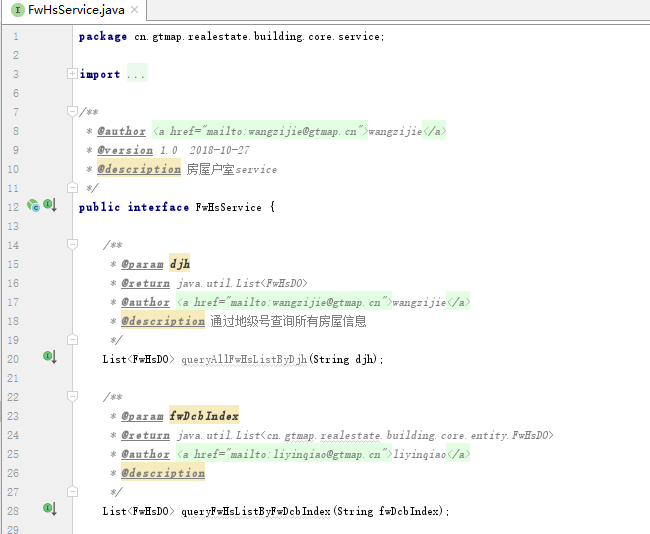 FwHsService.java
1 package cn.gtmap.realestate.building.core.service;
2
3 import ...
6
7 /**
8 * @author <a href="mailto:wangzijie@gtmap.cn">wangzijie</a>
9 * @version 1.0 2018-10-27
10 * @description 房屋户室service
11 */
12 public interface FwHsService {
13
14 /**
15 * @param djh
16 * @return java.util.List<FwHsDO>
17 * @author <a href="mailto:wangzijie@gtmap.cn">wangzijie</a>
18 * @description 通过地级号查询所有房屋信息
19 */
20 List<FwHsDO> queryAllFwHsListByDjh(String djh);
21
22 /**
23 * @param fwDcbIndex
24 * @return java.util.List<cn.gtmap.realestate.building.core.entity.FwHsDO>
25 * @author <a href="mailto:liyinqiao@gtmap.cn">liyinqiao</a>
26 * @description
27 */
28 List<FwHsDO> queryFwHsListByFwDcbIndex(String fwDcbIndex);
29